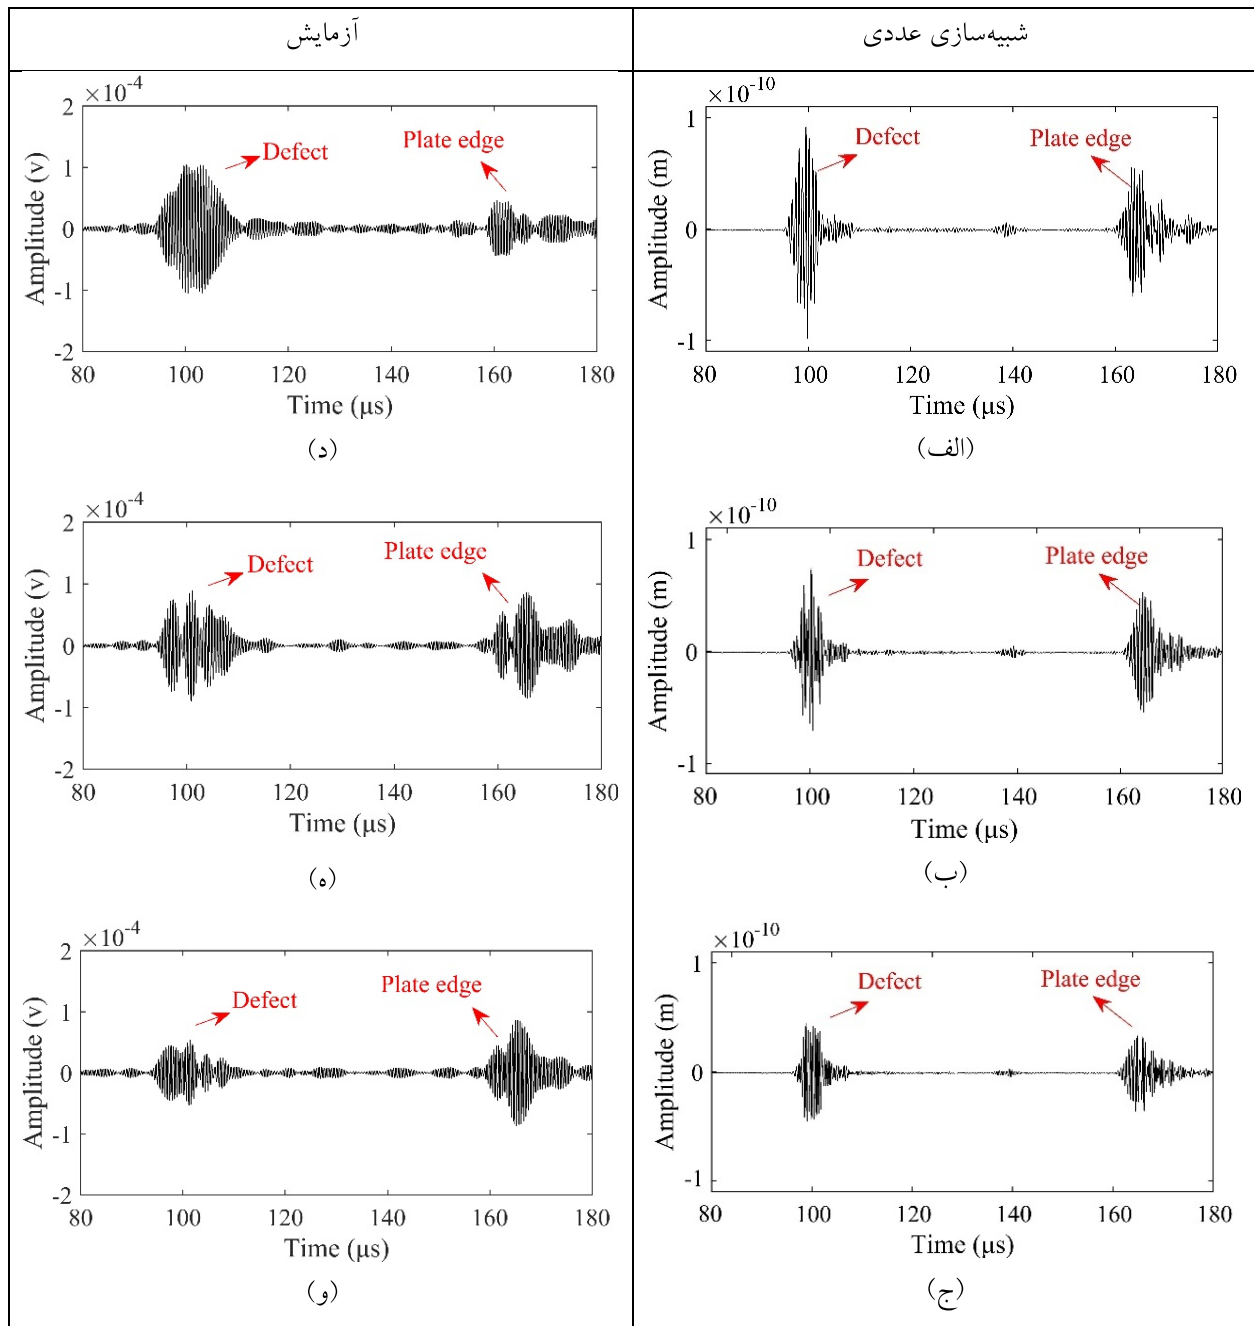 شبیه‌سازی عددی
آزمایش
×10-10
1
0
-1
Amplitude (m)
Defect
Plate edge
80 100 120 140 160 180
Time (μs)
(الف)
×10-4
2
1
0
-1
-2
Amplitude (v)
Defect
Plate edge
80 100 120 140 160 180
Time (μs)
(د)
×10-10
1
0
-1
Amplitude (m)
Defect
Plate edge
80 100 120 140 160 180
Time (μs)
(ب)
×10-4
2
1
0
-1
-2
Amplitude (v)
Defect
Plate edge
80 100 120 140 160 180
Time (μs)
(ه)
×10-10
1
0
-1
Amplitude (m)
Defect
Plate edge
80 100 120 140 160 180
Time (μs)
(ج)
×10-4
2
1
0
-1
-2
Amplitude (v)
Defect
Plate edge
80 100 120 140 160 180
Time (μs)
(و)